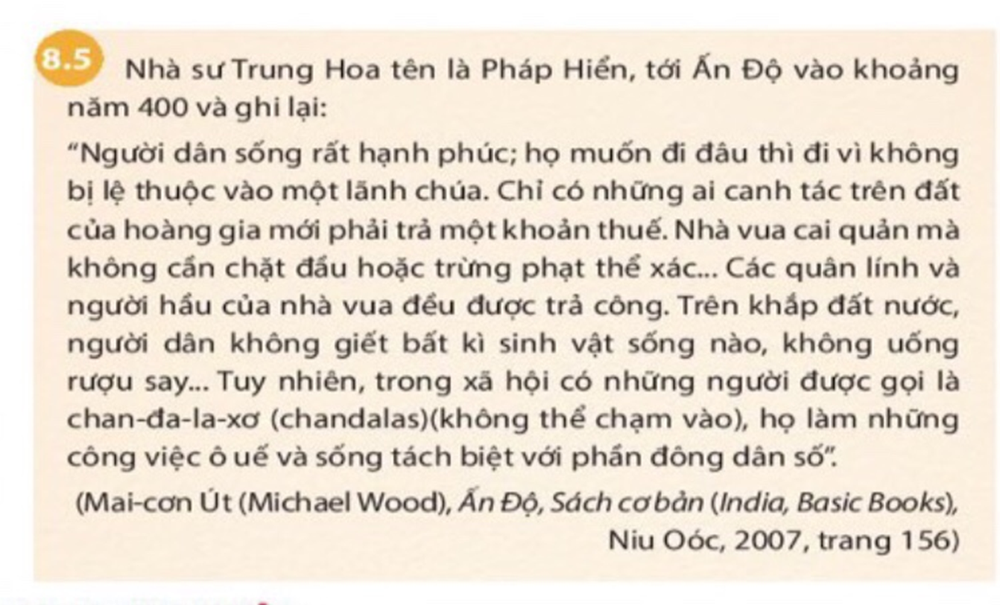 8.5 Nhà sư Trung Hoa tên là Pháp Hiển, tới Ấn Độ vào khoảng
năm 400 và ghi lại:
“Người dân sống rất hạnh phúc; họ muốn đi đâu thì đi vì không
bị lệ thuộc vào một lãnh chúa. Chỉ có những ai canh tác trên đất
của hoàng gia mới phải trả một khoản thuế. Nhà vua cai quản mà
không cần chặt đầu hoặc trừng phạt thể xác... Các quân lính và
người hầu của nhà vua đều được trả công. Trên khắp đất nước,
người dân không giết bất kì sinh vật sống nào, không uống
rượu say... Tuy nhiên, trong xã hội có những người được gọi là
chan-đa-la-xơ (chandalas)(không thể chạm vào), họ làm những
công việc ô uế và sống tách biệt với phần đông dân số”.
(Mai-cơn Út (Michael Wood), Ấn Độ, Sách cơ bản (India, Basic Books),
Niu Oóc, 2007, trang 156)